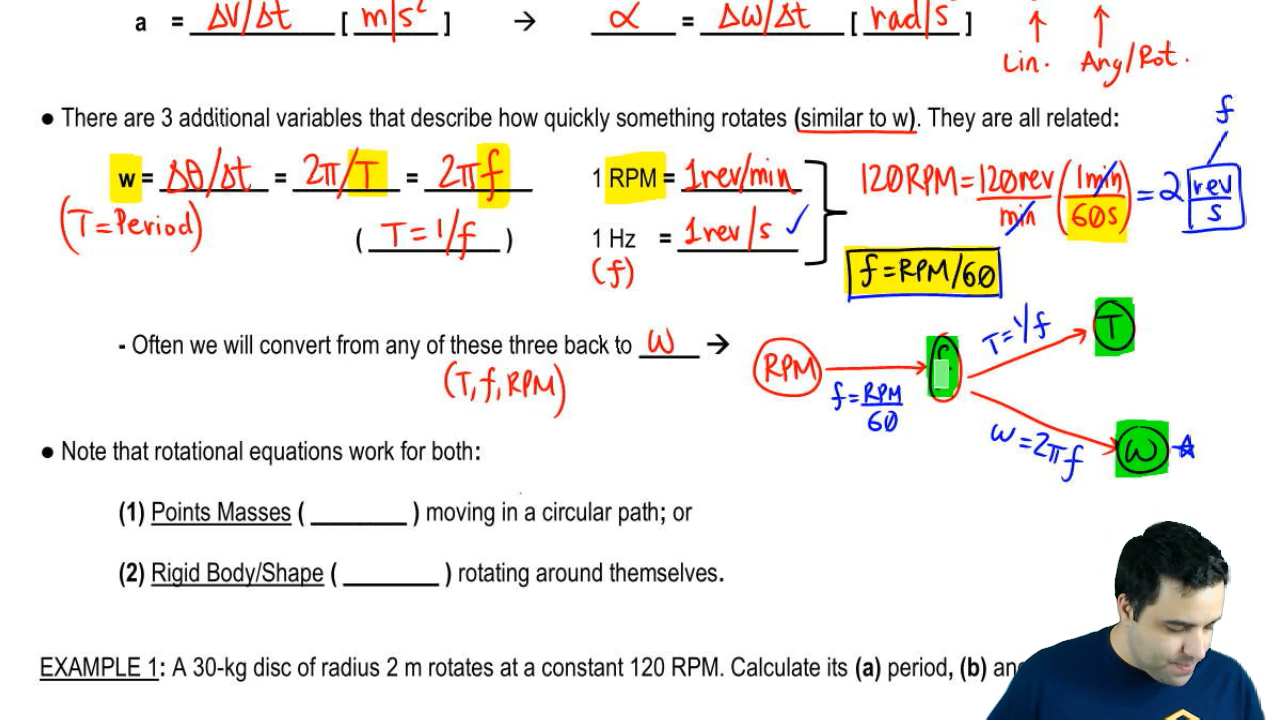 a = ΔV/Δt [ m/s² ] → α = Δω/Δt [ rad/s ]
Lin. Ang/Rot.
● There are 3 additional variables that describe how quickly something rotates (similar to w). They are all related:
f
w = Δθ/Δt = 2π/T = 2πf 1 RPM = 1rev/min 120RPM = 120rev/min (1min/60s) = 2 rev/s
(T=Period) ( T=1/f ) 1 Hz = 1rev/s ✓
(f) f=RPM/60
- Often we will convert from any of these three back to ω → RPM f=RPM/60 T=1/f T
(T,f,RPM) ω=2πf ω
● Note that rotational equations work for both:
(1) Points Masses ( ________ ) moving in a circular path; or
(2) Rigid Body/Shape ( ________ ) rotating around themselves.
EXAMPLE 1: A 30-kg disc of radius 2 m rotates at a constant 120 RPM. Calculate its (a) period, (b)